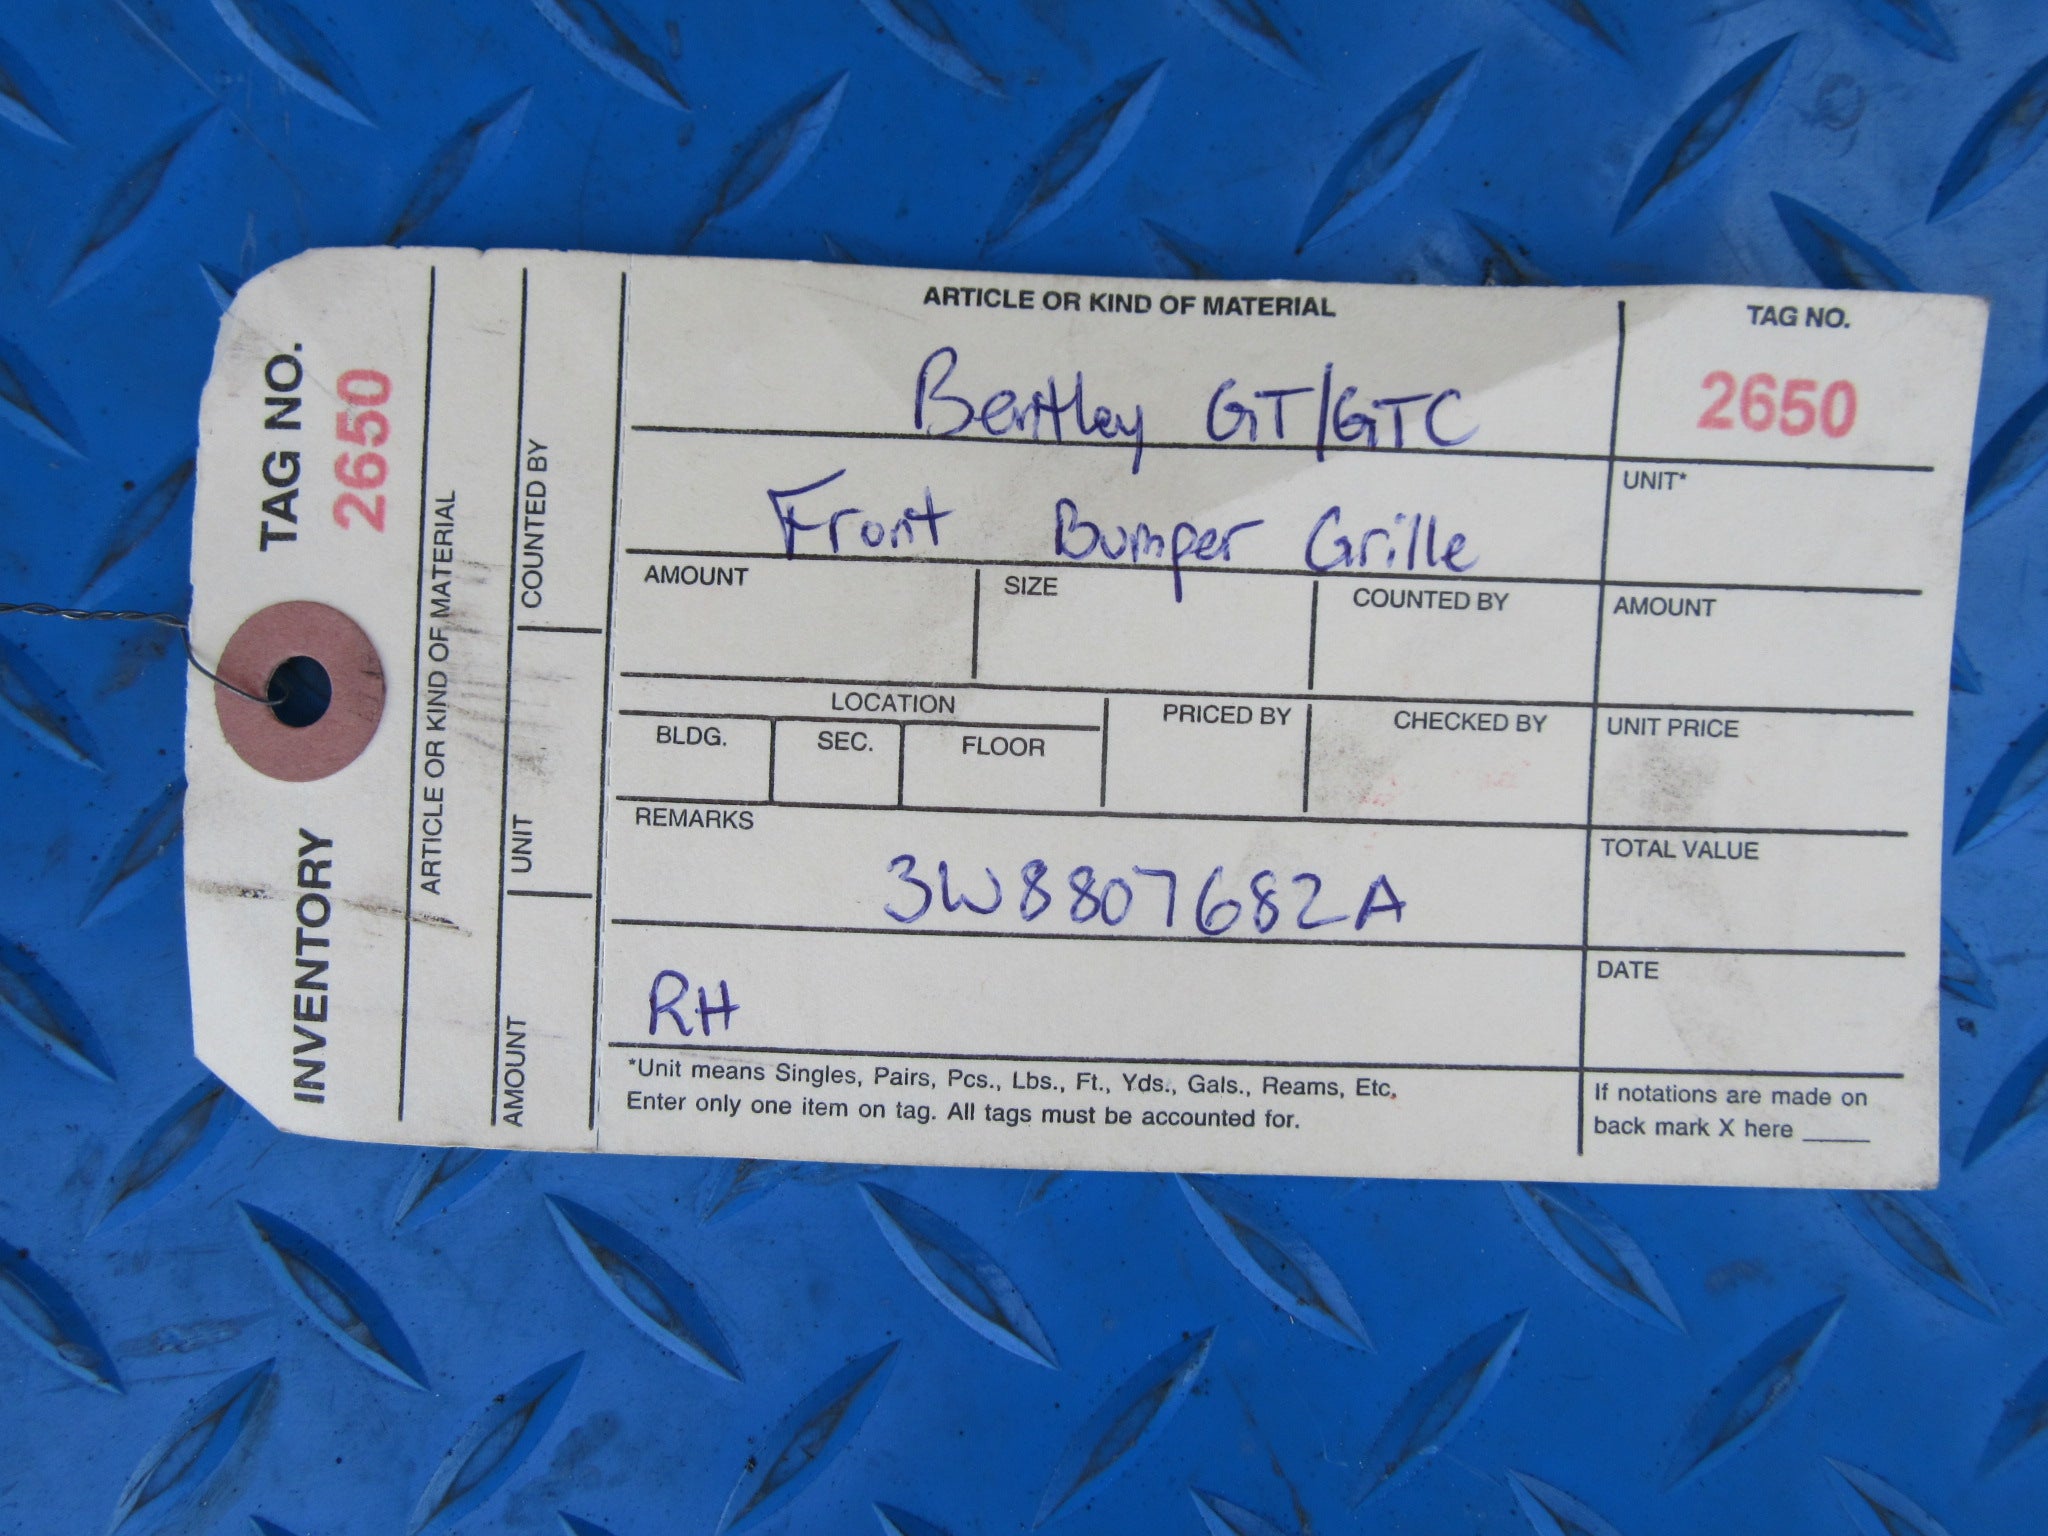 TAG NO.
2650
INVENTORY
ARTICLE OR KIND OF MATERIAL
COUNTED BY
UNIT
AMOUNT
ARTICLE OR KIND OF MATERIAL
Bentley GT/GTC
Front Bumper Grille
TAG NO.
2650
UNIT*
AMOUNT
SIZE
COUNTED BY
AMOUNT
LOCATION
BLDG.
SEC.
FLOOR
PRICED BY
CHECKED BY
UNIT PRICE
REMARKS
3W8807682A
TOTAL VALUE
RH
DATE
*Unit means Singles, Pairs, Pcs., Lbs., Ft., Yds., Gals., Reams, Etc.
Enter only one item on tag. All tags must be accounted for.
If notations are made on
back mark X here _____